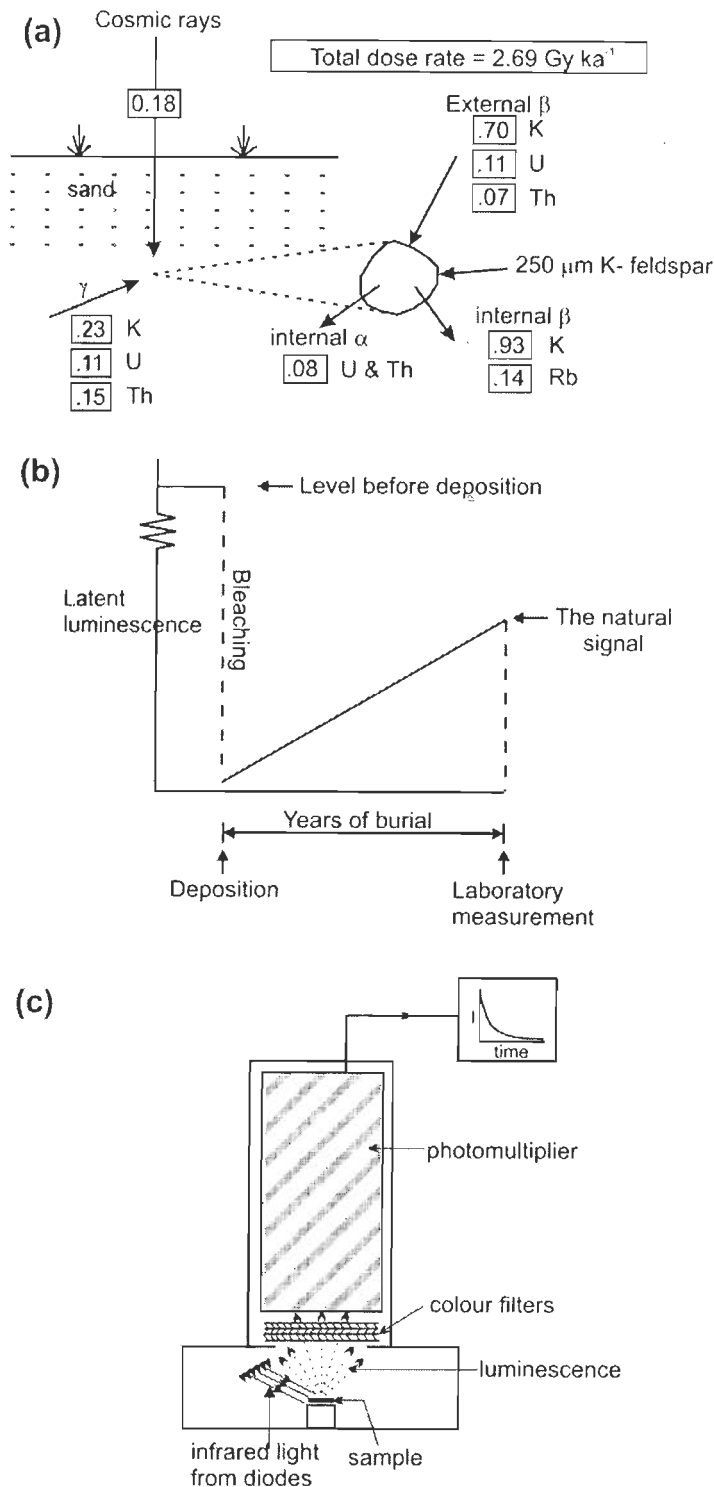 (a)
Cosmic rays
Total dose rate = 2.69 Gy ka⁻¹
0.18
External β
.70 K
.11 U
.07 Th
sand
250 μm K- feldspar
γ
.23 K
.11 U
.15 Th
internal α
.08 U & Th
internal β
.93 K
.14 Rb
(b)
Level before deposition
Bleaching
Latent
luminescence
The natural
signal
Years of burial
Deposition
Laboratory
measurement
(c)
I
time
photomultiplier
colour filters
luminescence
infrared light
from diodes
sample